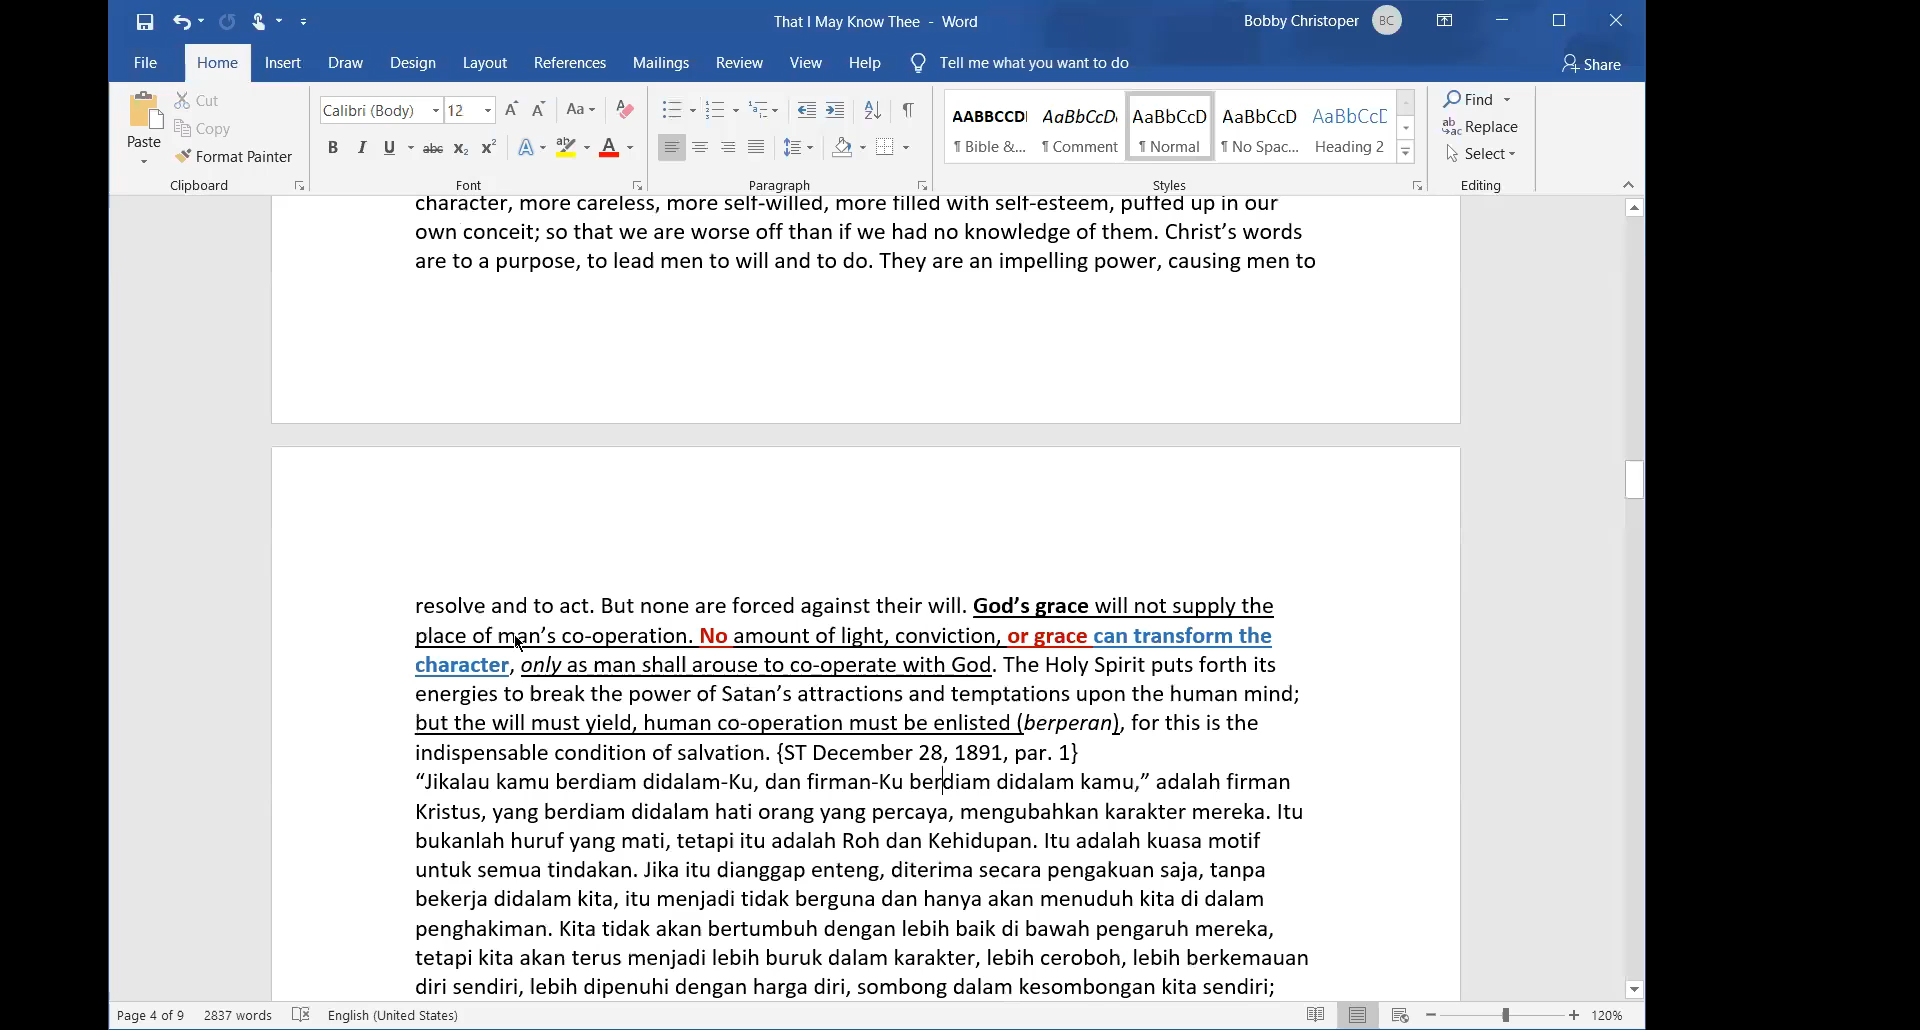 That I May Know Thee - Word
Bobby Christoper BC
File Home Insert Draw Design Layout References Mailings Review View Help Tell me what you want to do Share
Paste
Cut
Copy
Format Painter
Clipboard
Calibri (Body) 12 Aa
B I U abc x₂ x² A ab A
Font
Paragraph
AABBCCDI AaBbCcDı AaBbCcD AaBbCcD AaBbCcC
¶ Bible &... ¶ Comment ¶ Normal ¶ No Spac... Heading 2
Styles
Find
Replace
Select
Editing
character, more careless, more self-willed, more filled with self-esteem, puffed up in our
own conceit; so that we are worse off than if we had no knowledge of them. Christ’s words
are to a purpose, to lead men to will and to do. They are an impelling power, causing men to
resolve and to act. But none are forced against their will. God’s grace will not supply the
place of man’s co-operation. No amount of light, conviction, or grace can transform the
character, only as man shall arouse to co-operate with God. The Holy Spirit puts forth its
energies to break the power of Satan’s attractions and temptations upon the human mind;
but the will must yield, human co-operation must be enlisted (berperan), for this is the
indispensable condition of salvation. {ST December 28, 1891, par. 1}
“Jikalau kamu berdiam didalam-Ku, dan firman-Ku berdiam didalam kamu,” adalah firman
Kristus, yang berdiam didalam hati orang yang percaya, mengubahkan karakter mereka. Itu
bukanlah huruf yang mati, tetapi itu adalah Roh dan Kehidupan. Itu adalah kuasa motif
untuk semua tindakan. Jika itu dianggap enteng, diterima secara pengakuan saja, tanpa
bekerja didalam kita, itu menjadi tidak berguna dan hanya akan menuduh kita di dalam
penghakiman. Kita tidak akan bertumbuh dengan lebih baik di bawah pengaruh mereka,
tetapi kita akan terus menjadi lebih buruk dalam karakter, lebih ceroboh, lebih berkemauan
diri sendiri, lebih dipenuhi dengan harga diri, sombong dalam kesombongan kita sendiri;
Page 4 of 9 2837 words English (United States) 120%